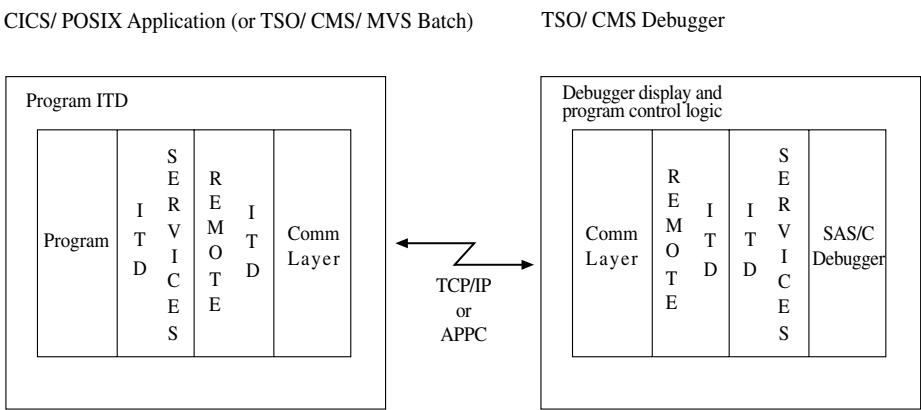 CICS/ POSIX Application (or TSO/ CMS/ MVS Batch)
TSO/ CMS Debugger
Program ITD
Program
ITD
SERVICES
REMOTE
ITD
Comm
Layer
TCP/IP
or
APPC
Debugger display and
program control logic
Comm
Layer
REMOTE
ITD
ITD
SERVICES
SAS/C
Debugger